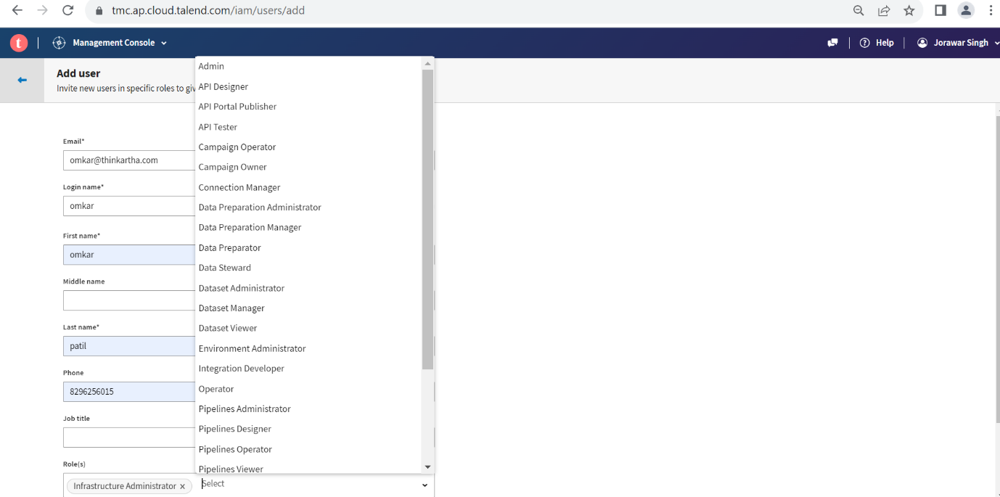 tmc.ap.cloud.talend.com/iam/users/add
t
Management Console
Help
Jorawar Singh
Add user
Invite new users in specific roles to giv
Email*
omkar@thinkartha.com
Login name*
omkar
First name*
omkar
Middle name
Last name*
patil
Phone
8296256015
Job title
Role(s)
Infrastructure Administrator ×
Select
Admin
API Designer
API Portal Publisher
API Tester
Campaign Operator
Campaign Owner
Connection Manager
Data Preparation Administrator
Data Preparation Manager
Data Preparator
Data Steward
Dataset Administrator
Dataset Manager
Dataset Viewer
Environment Administrator
Integration Developer
Operator
Pipelines Administrator
Pipelines Designer
Pipelines Operator
Pipelines Viewer